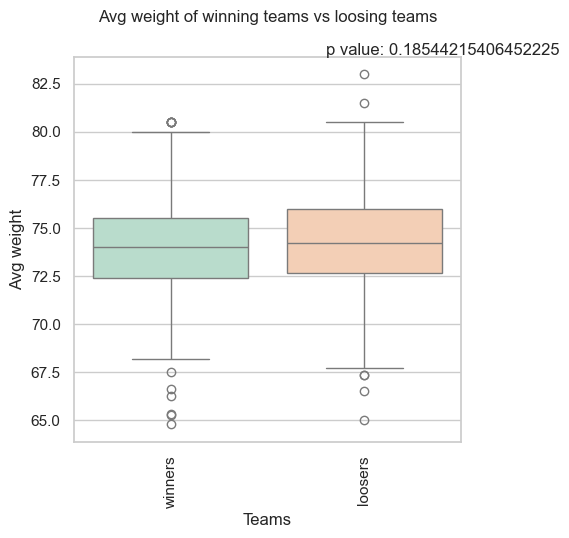 Avg weight of winning teams vs loosing teams
p value: 0.18544215406452225
82.5
80.0
77.5
75.0
72.5
70.0
67.5
65.0
Avg weight
winners
loosers
Teams